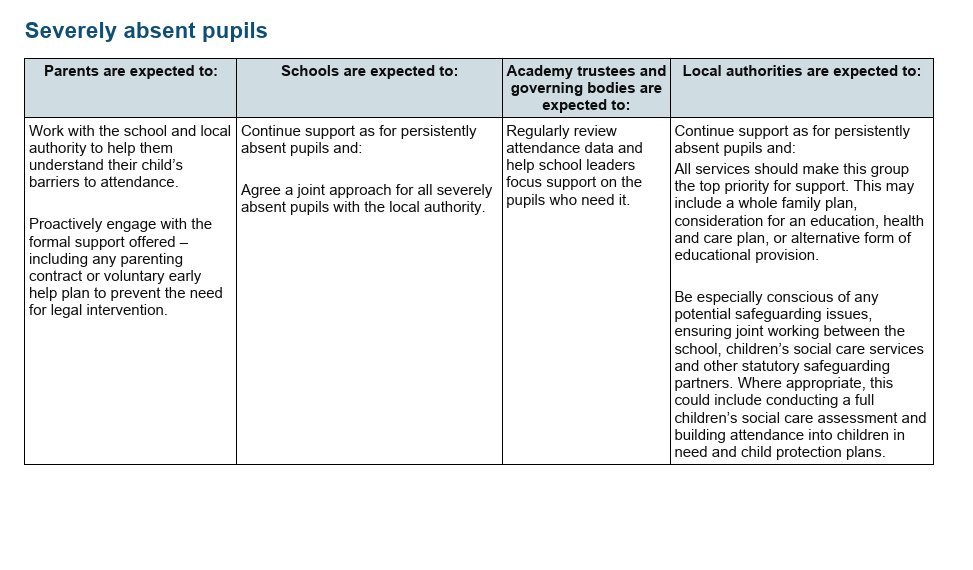 Severely absent pupils
Parents are expected to:
Schools are expected to:
Academy trustees and
governing bodies are
expected to:
Local authorities are expected to:
Work with the school and local
authority to help them
understand their child’s
barriers to attendance.
Proactively engage with the
formal support offered –
including any parenting
contract or voluntary early
help plan to prevent the need
for legal intervention.
Continue support as for persistently
absent pupils and:
Agree a joint approach for all severely
absent pupils with the local authority.
Regularly review
attendance data and
help school leaders
focus support on the
pupils who need it.
Continue support as for persistently
absent pupils and:
All services should make this group
the top priority for support. This may
include a whole family plan,
consideration for an education, health
and care plan, or alternative form of
educational provision.
Be especially conscious of any
potential safeguarding issues,
ensuring joint working between the
school, children’s social care services
and other statutory safeguarding
partners. Where appropriate, this
could include conducting a full
children’s social care assessment and
building attendance into children in
need and child protection plans.